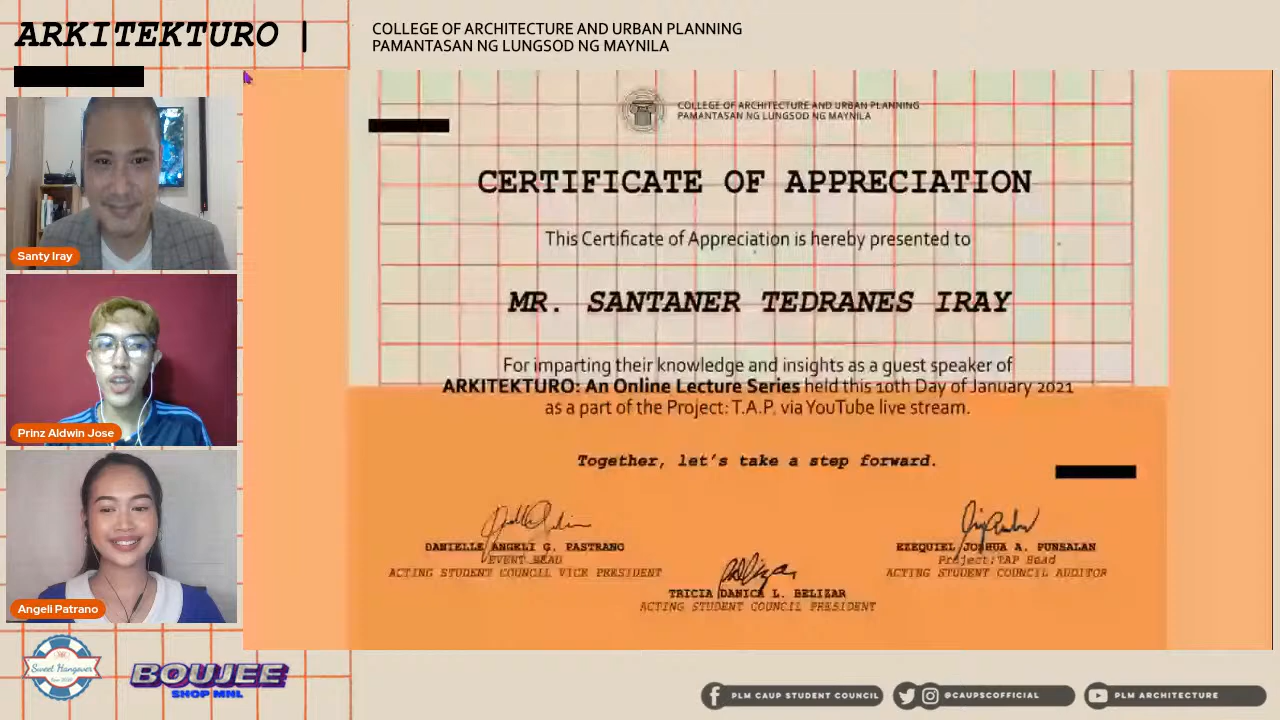 ARKITEKTURO |
COLLEGE OF ARCHITECTURE AND URBAN PLANNING
PAMANTASAN NG LUNGSOD NG MAYNILA
Santy Iray
Prinz Aldwin Jose
Angeli Patrano
COLLEGE OF ARCHITECTURE AND URBAN PLANNING
PAMANTASAN NG LUNGSOD NG MAYNILA
CERTIFICATE OF APPRECIATION
This Certificate of Appreciation is hereby presented to
MR. SANTANER TEDRANES IRAY
For imparting their knowledge and insights as a guest speaker of
ARKITEKTURO: An Online Lecture Series held this 10th Day of January 2021
as a part of the Project: T.A.P. via YouTube live stream.
Together, let's take a step forward.
DANIELLE ANGELI G. PASTRANO
EVENT HEAD
ACTING STUDENT COUNCIL VICE PRESIDENT
EZEQUIEL JOSHUA A. PUNSALAN
Project:TAP Head
ACTING STUDENT COUNCIL AUDITOR
TRICIA DANICA L. BELIZAR
ACTING STUDENT COUNCIL PRESIDENT
Sweet Hangover
BOUJEE
SHOP MNL
PLM CAUP STUDENT COUNCIL
@CAUPSCOFFICIAL
PLM ARCHITECTURE